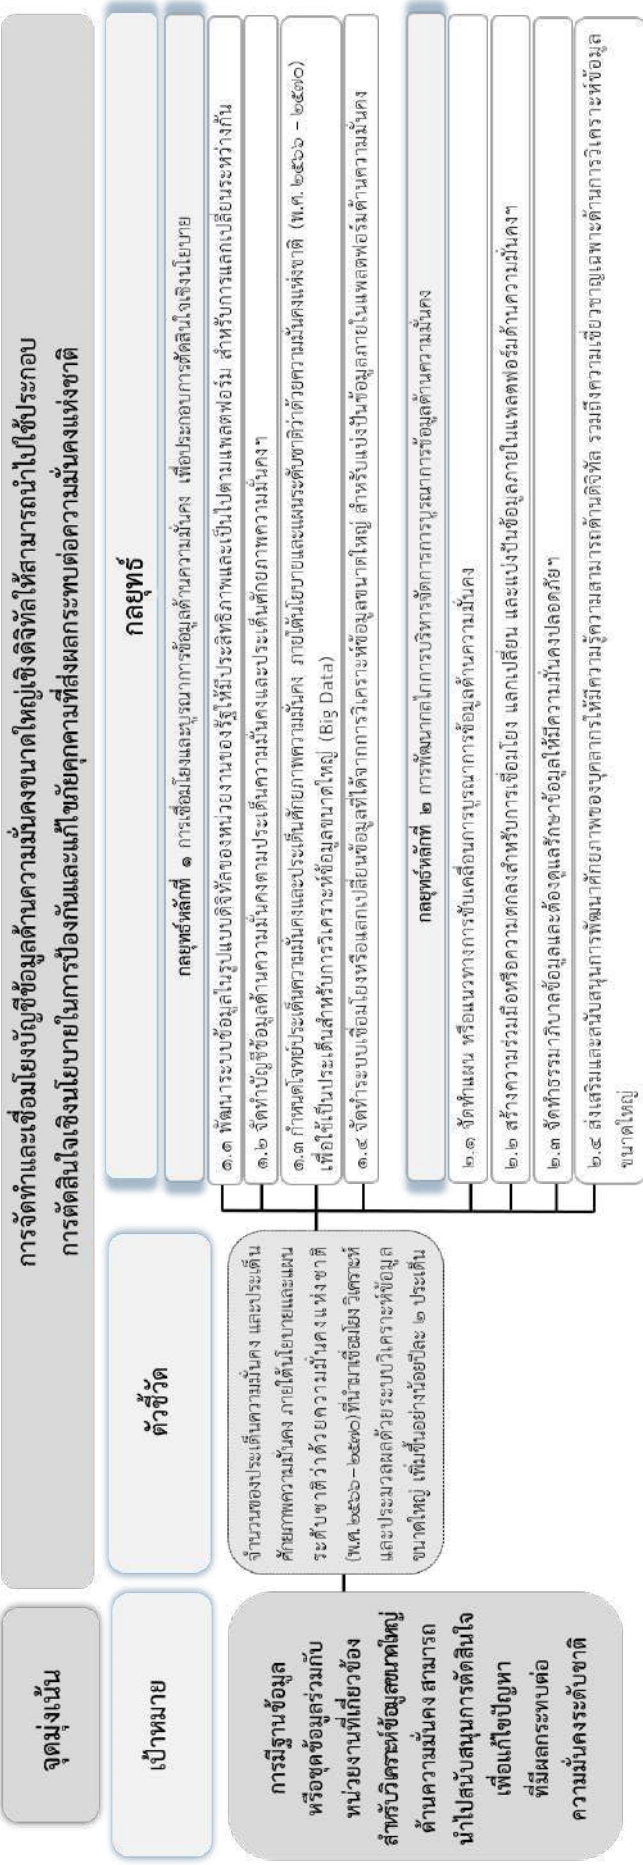 จุดมุ่งเน้น
การจัดทำและเชื่อมโยงบัญชีข้อมูลด้านความมั่นคงขนาดใหญ่เชิงดิจิทัลให้สามารถนำไปใช้ประกอบ
การตัดสินใจเชิงนโยบายในการป้องกันและแก้ไขภัยคุกคามที่ส่งผลกระทบต่อความมั่นคงแห่งชาติ
เป้าหมาย
ตัวชี้วัด
กลยุทธ์
การมีฐานข้อมูล
หรือชุดข้อมูลร่วมกับ
หน่วยงานที่เกี่ยวข้อง
สำหรับวิเคราะห์ข้อมูลขนาดใหญ่
ด้านความมั่นคง สามารถ
นำไปสนับสนุนการตัดสินใจ
เพื่อแก้ไขปัญหา
ที่มีผลกระทบต่อ
ความมั่นคงระดับชาติ
จำนวนของประเด็นความมั่นคง และประเด็น
ศักยภาพความมั่นคง ภายใต้นโยบายและแผน
ระดับชาติว่าด้วยความมั่นคงแห่งชาติ
(พ.ศ. ๒๕๖๖ – ๒๕๗๐) ที่นำมาเชื่อมโยง วิเคราะห์
และประมวลผลด้วยระบบวิเคราะห์ข้อมูล
ขนาดใหญ่ เพิ่มขึ้นอย่างน้อยปีละ ๒ ประเด็น
กลยุทธ์หลักที่ ๑ การเชื่อมโยงและบูรณาการข้อมูลด้านความมั่นคง เพื่อประกอบการตัดสินใจเชิงนโยบาย
๑.๑ พัฒนาระบบข้อมูลในรูปแบบดิจิทัลของหน่วยงานของรัฐให้มีประสิทธิภาพและเป็นไปตามแพลตฟอร์ม สำหรับการแลกเปลี่ยนระหว่างกัน
๑.๒ จัดทำบัญชีข้อมูลด้านความมั่นคงตามประเด็นความมั่นคงและประเด็นศักยภาพความมั่นคงฯ
๑.๓ กำหนดโจทย์ประเด็นความมั่นคงและประเด็นศักยภาพความมั่นคง ภายใต้นโยบายและแผนระดับชาติว่าด้วยความมั่นคงแห่งชาติ (พ.ศ. ๒๕๖๖ – ๒๕๗๐)
เพื่อใช้เป็นประเด็นสำหรับการวิเคราะห์ข้อมูลขนาดใหญ่ (Big Data)
๑.๔ จัดทำระบบเชื่อมโยงหรือแลกเปลี่ยนข้อมูลที่ได้จากการวิเคราะห์ข้อมูลขนาดใหญ่ สำหรับแบ่งปันข้อมูลภายในแพลตฟอร์มด้านความมั่นคง
กลยุทธ์หลักที่ ๒ การพัฒนากลไกการบริหารจัดการการบูรณาการข้อมูลด้านความมั่นคง
๒.๑ จัดทำแผน หรือแนวทางการขับเคลื่อนการบูรณาการข้อมูลด้านความมั่นคง
๒.๒ สร้างความร่วมมือหรือความตกลงสำหรับการเชื่อมโยง แลกเปลี่ยน และแบ่งปันข้อมูลภายในแพลตฟอร์มด้านความมั่นคงฯ
๒.๓ จัดทำธรรมาภิบาลข้อมูลและต้องดูแลรักษาข้อมูลให้มีความมั่นคงปลอดภัยฯ
๒.๔ ส่งเสริมและสนับสนุนการพัฒนาศักยภาพของบุคลากรให้มีความรู้ความสามารถด้านดิจิทัล รวมถึงความเชี่ยวชาญเฉพาะด้านการวิเคราะห์ข้อมูล
ขนาดใหญ่